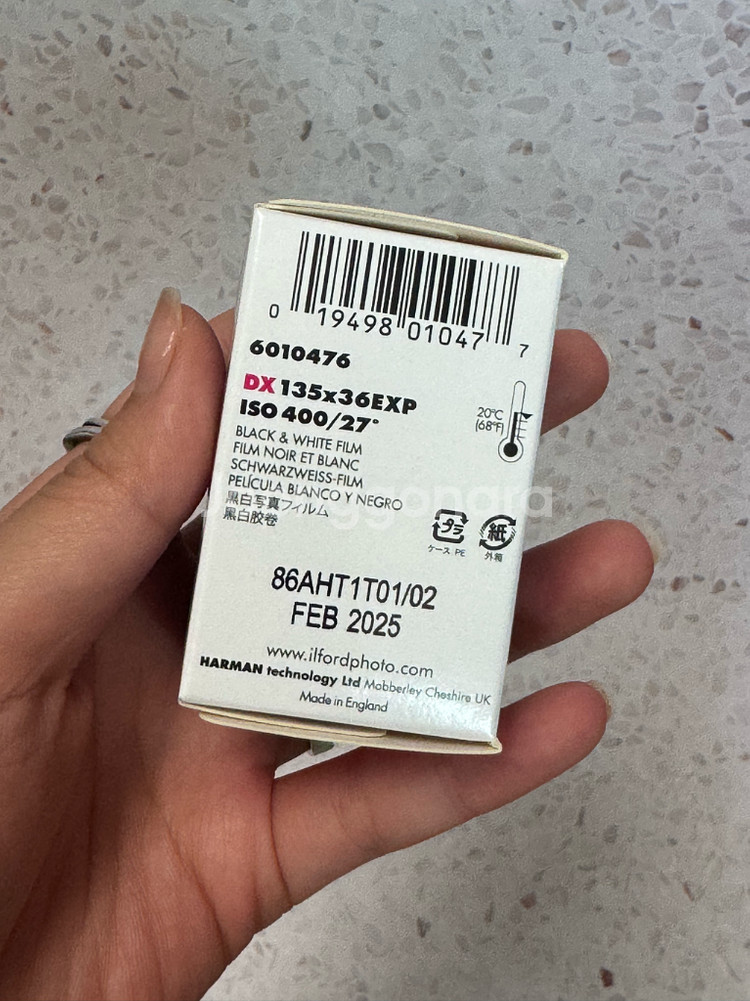 0 19498 01047 7
6010476
DX 135x36EXP
ISO 400/27°
20°C
(68°F)
BLACK & WHITE FILM
FILM NOIR ET BLANC
SCHWARZWEISS-FILM
PELÍCULA BLANCO Y NEGRO
黒白写真フィルム
黑白胶卷
プラ
ケース PE
紙
外箱
86AHT1T01/02
FEB 2025
www.ilfordphoto.com
HARMAN technology Ltd Mobberley Cheshire UK
Made in England